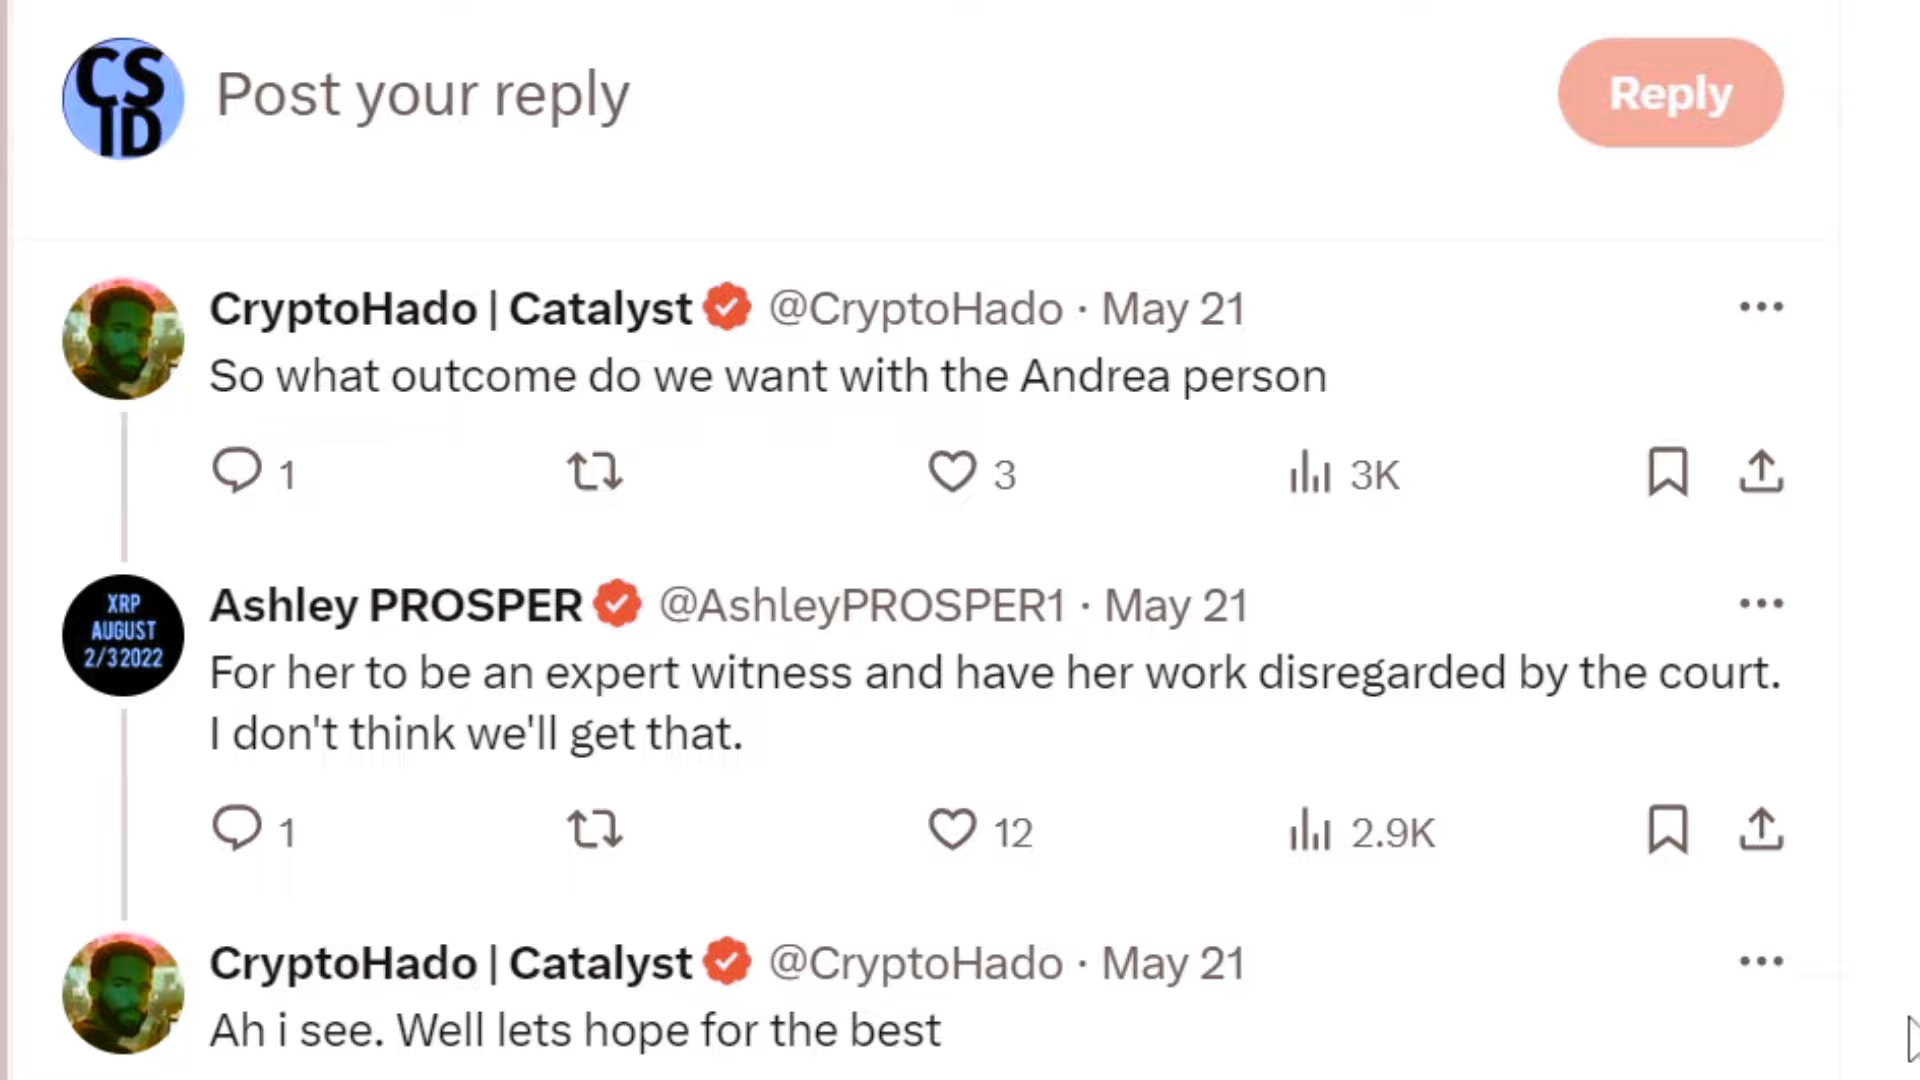 CS
ID
Post your reply
Reply
CryptoHado | Catalyst @CryptoHado · May 21
So what outcome do we want with the Andrea person
1 3 3K
XRP
AUGUST
2/3 2022
Ashley PROSPER @AshleyPROSPER1 · May 21
For her to be an expert witness and have her work disregarded by the court.
I don't think we'll get that.
1 12 2.9K
CryptoHado | Catalyst @CryptoHado · May 21
Ah i see. Well lets hope for the best